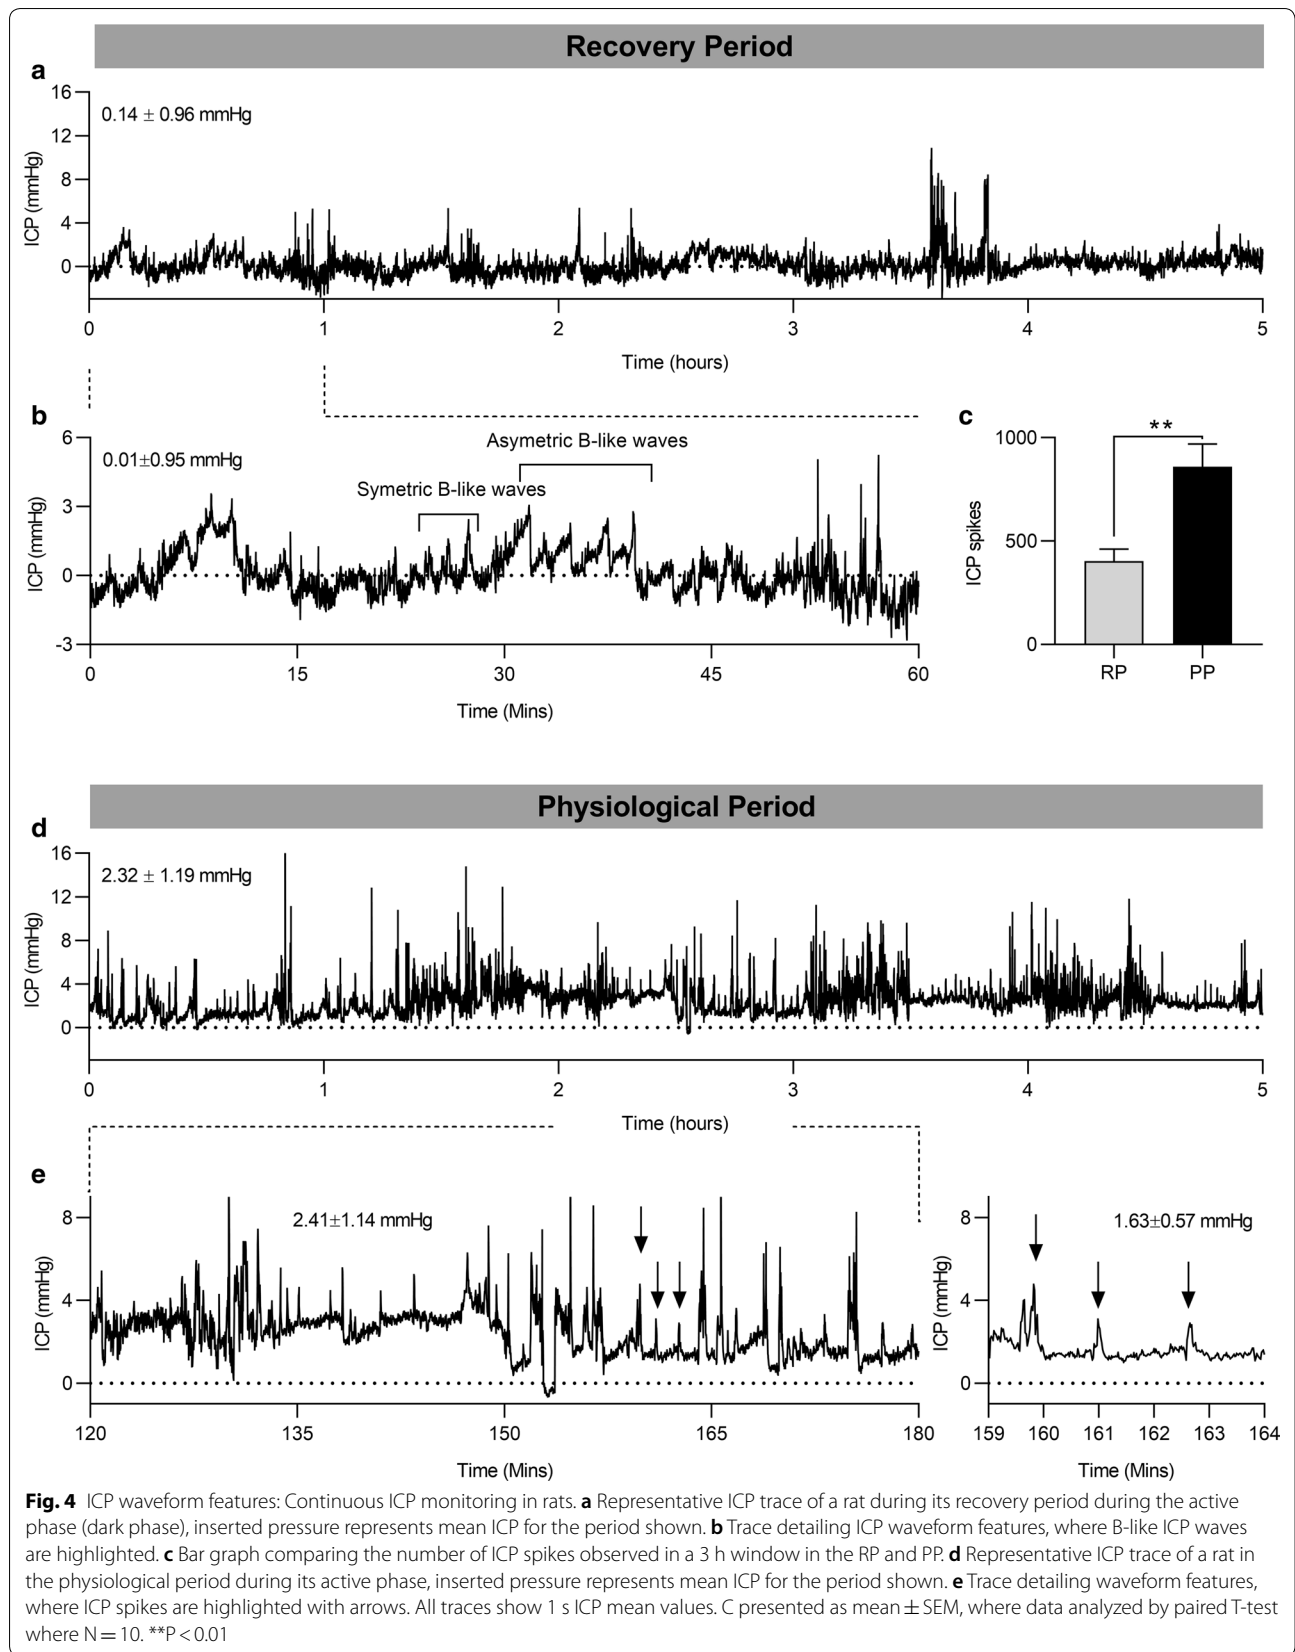 Recovery Period
a
16
12
8
4
0
ICP (mmHg)
0.14 ± 0.96 mmHg
0 1 2 3 4 5
Time (hours)
b
6
3
0
-3
ICP (mmHg)
0.01±0.95 mmHg
Asymetric B-like waves
Symetric B-like waves
0 15 30 45 60
Time (Mins)
c
1000
500
0
ICP spikes
**
RP PP
Physiological Period
d
16
12
8
4
0
ICP (mmHg)
2.32 ± 1.19 mmHg
0 1 2 3 4 5
Time (hours)
e
8
4
0
ICP (mmHg)
2.41±1.14 mmHg
120 135 150 165 180
Time (Mins)
8
4
0
ICP (mmHg)
1.63±0.57 mmHg
159 160 161 162 163 164
Time (Mins)
Fig. 4 ICP waveform features: Continuous ICP monitoring in rats. a Representative ICP trace of a rat during its recovery period during the active
phase (dark phase), inserted pressure represents mean ICP for the period shown. b Trace detailing ICP waveform features, where B-like ICP waves
are highlighted. c Bar graph comparing the number of ICP spikes observed in a 3 h window in the RP and PP. d Representative ICP trace of a rat in
the physiological period during its active phase, inserted pressure represents mean ICP for the period shown. e Trace detailing waveform features,
where ICP spikes are highlighted with arrows. All traces show 1 s ICP mean values. C presented as mean ± SEM, where data analyzed by paired T-test
where N = 10. **P < 0.01